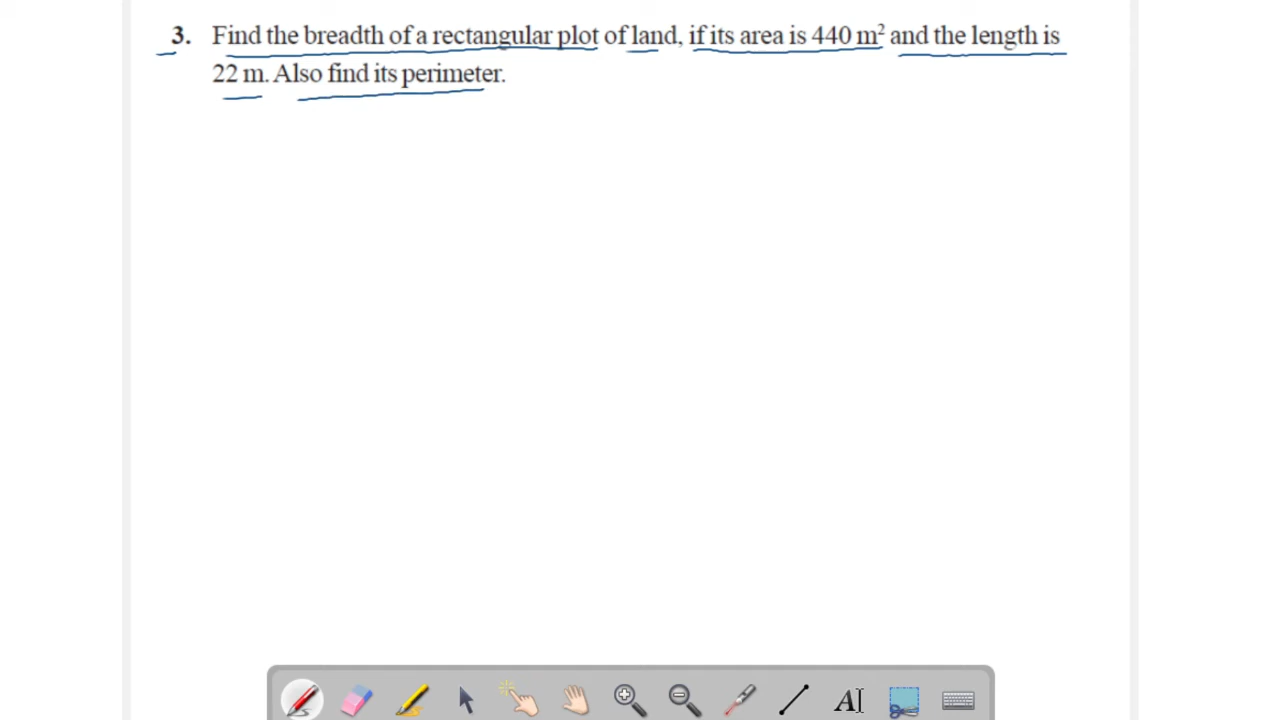 3. Find the breadth of a rectangular plot of land, if its area is 440 m² and the length is
22 m. Also find its perimeter.
A